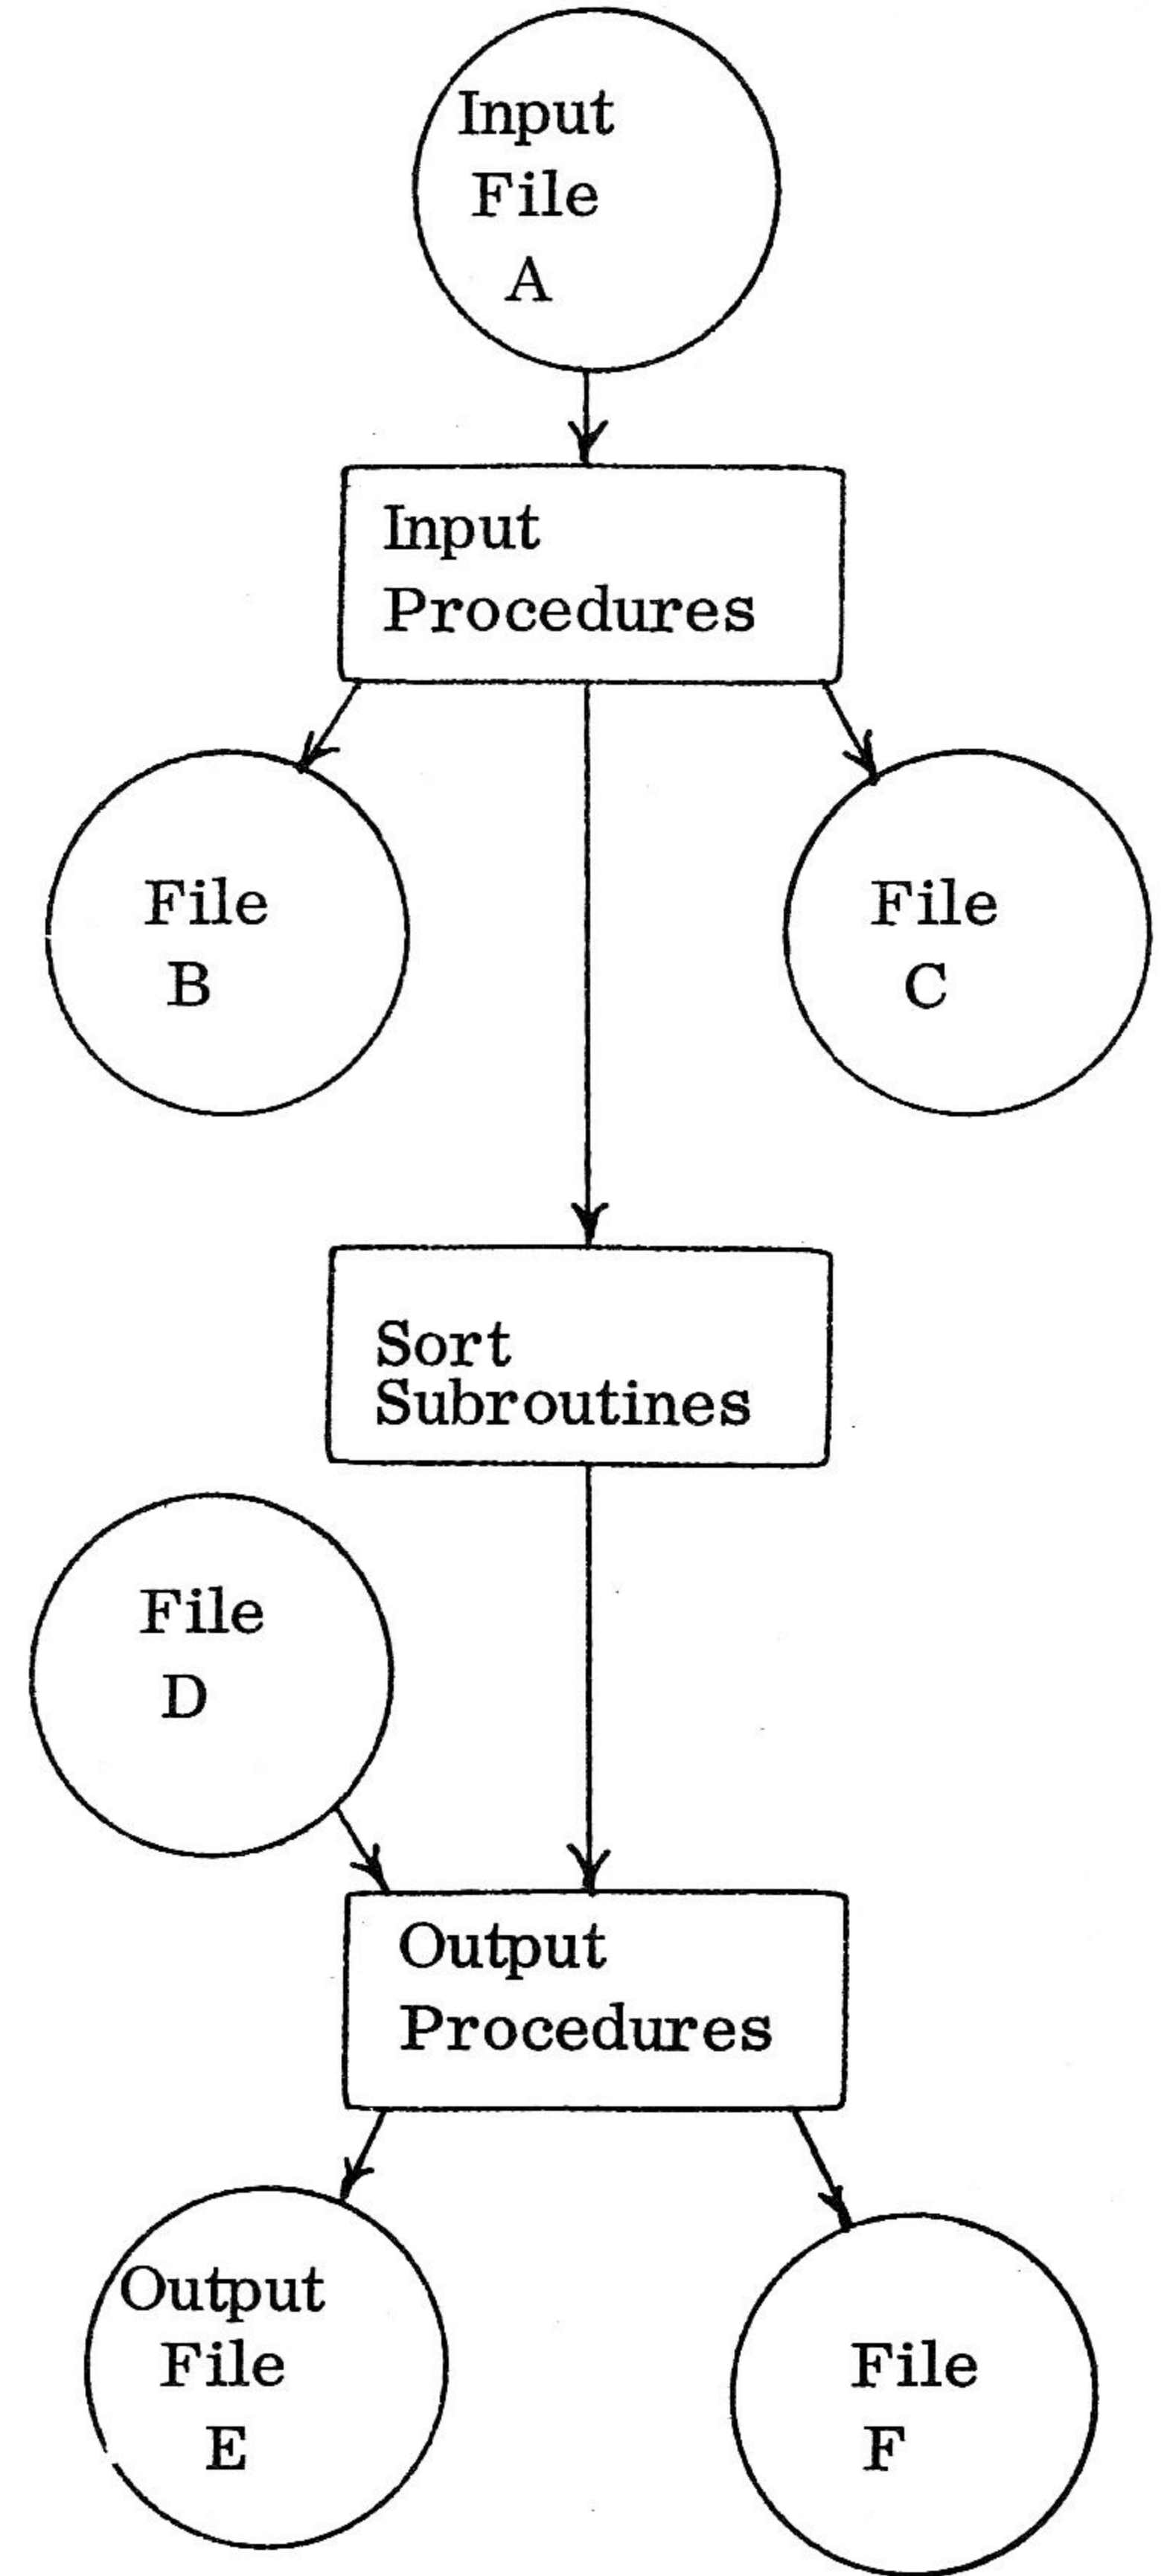 Input
File
A
Input
Procedures
File
B
File
C
Sort
Subroutines
File
D
Output
Procedures
Output
File
E
File
F